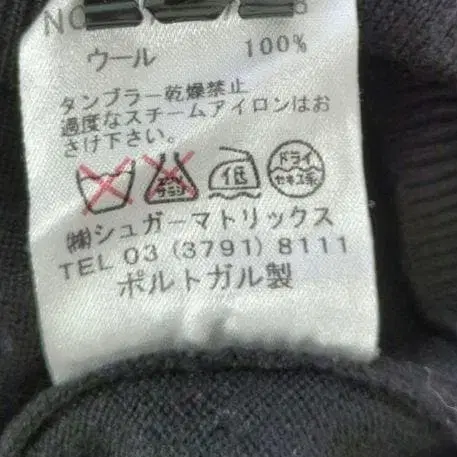 ウール 100%
タンブラー乾燥禁止
過度なスチームアイロンはお
さけ下さい。
低 ドライ セキユ系
㈱シュガーマトリックス
TEL 03 (3791) 8111
ポルトガル製